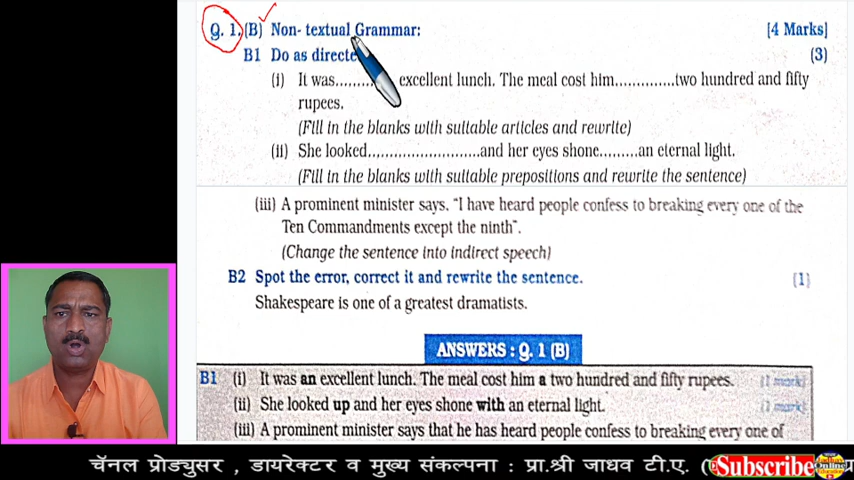 Q. 1. (B) Non- textual Grammar: [4 Marks]
B1 Do as directe (3)
(i) It was......... excellent lunch. The meal cost him.............two hundred and fifty
rupees.
(Fill in the blanks with suitable articles and rewrite)
(ii) She looked..........................and her eyes shone.........an eternal light.
(Fill in the blanks with suitable prepositions and rewrite the sentence)
(iii) A prominent minister says. "I have heard people confess to breaking every one of the
Ten Commandments except the ninth".
(Change the sentence into indirect speech)
B2 Spot the error, correct it and rewrite the sentence. (1)
Shakespeare is one of a greatest dramatists.
ANSWERS : Q. 1 (B)
B1 (i) It was an excellent lunch. The meal cost him a two hundred and fifty rupees. (1 mark)
(ii) She looked up and her eyes shone with an eternal light. (1 mark)
(iii) A prominent minister says that he has heard people confess to breaking every one of
चॅनल प्रोड्युसर , डायरेक्टर व मुख्य संकल्पना : प्रा.श्री जाधव टी.ए. Subscribe